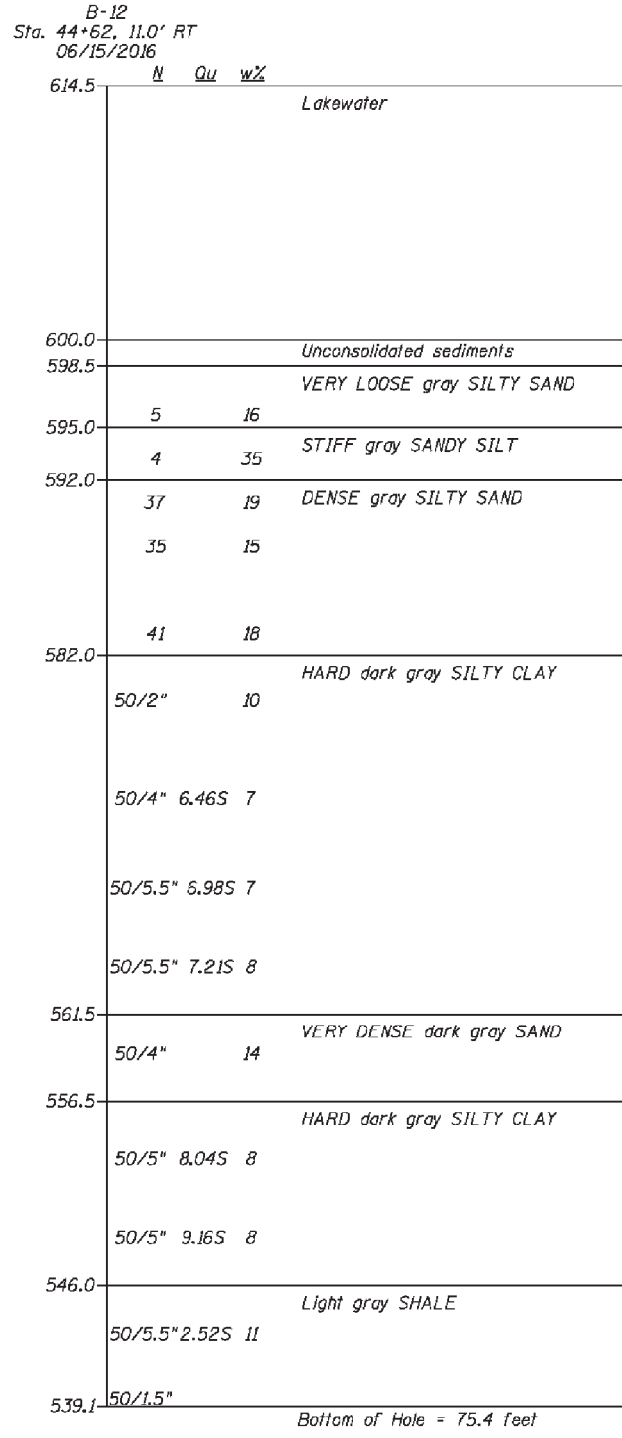 B-12
Sta. 44+62, 11.0' RT
06/15/2016
N Qu w%
614.5
Lakewater
600.0
Unconsolidated sediments
598.5
VERY LOOSE gray SILTY SAND
5 16
595.0
STIFF gray SANDY SILT
4 35
592.0
37 19 DENSE gray SILTY SAND
35 15
41 18
582.0
HARD dark gray SILTY CLAY
50/2" 10
50/4" 6.46S 7
50/5.5" 6.98S 7
50/5.5" 7.21S 8
561.5
VERY DENSE dark gray SAND
50/4" 14
556.5
HARD dark gray SILTY CLAY
50/5" 8.04S 8
50/5" 9.16S 8
546.0
Light gray SHALE
50/5.5" 2.52S 11
50/1.5"
539.1
Bottom of Hole = 75.4 feet